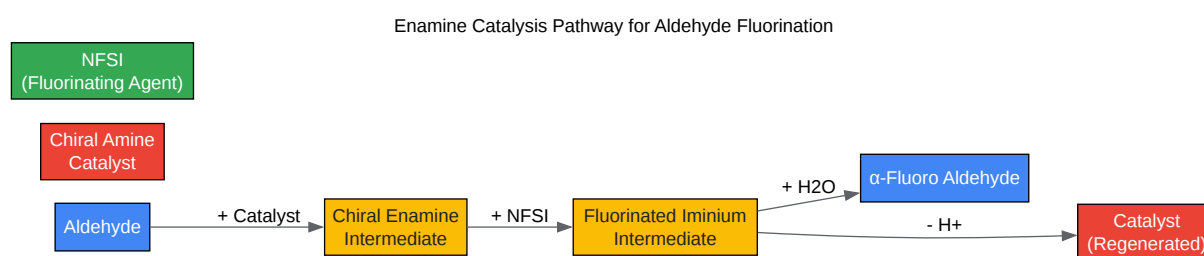 Enamine Catalysis Pathway for Aldehyde Fluorination
NFSI
(Fluorinating Agent)
Chiral Amine
Catalyst
Aldehyde
+ Catalyst
Chiral Enamine
Intermediate
+ NFSI
Fluorinated Iminium
Intermediate
+ H2O
α-Fluoro Aldehyde
- H+
Catalyst
(Regenerated)